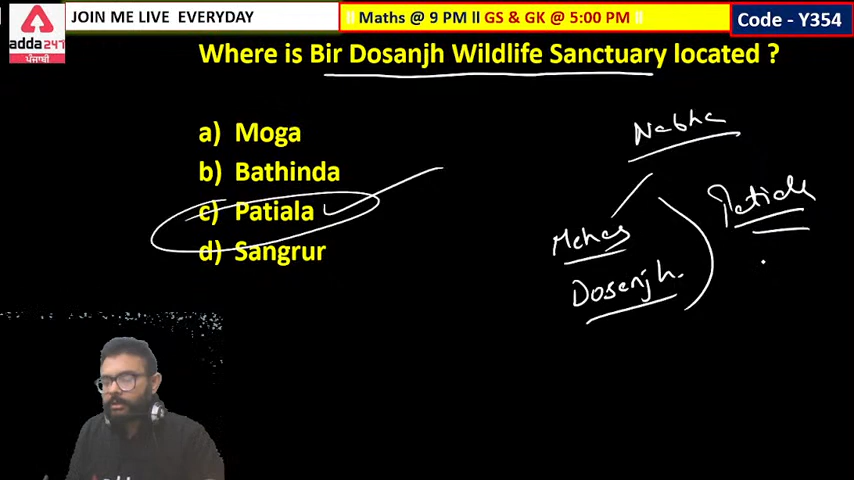 JOIN ME LIVE EVERYDAY
|| Maths @ 9 PM || GS & GK @ 5:00 PM ||
Code - Y354
adda247
ਪੰਜਾਬੀ
Where is Bir Dosanjh Wildlife Sanctuary located ?
a) Moga
b) Bathinda
c) Patiala
d) Sangrur
Nabha
Patiala
Mehas
Dosenjh.